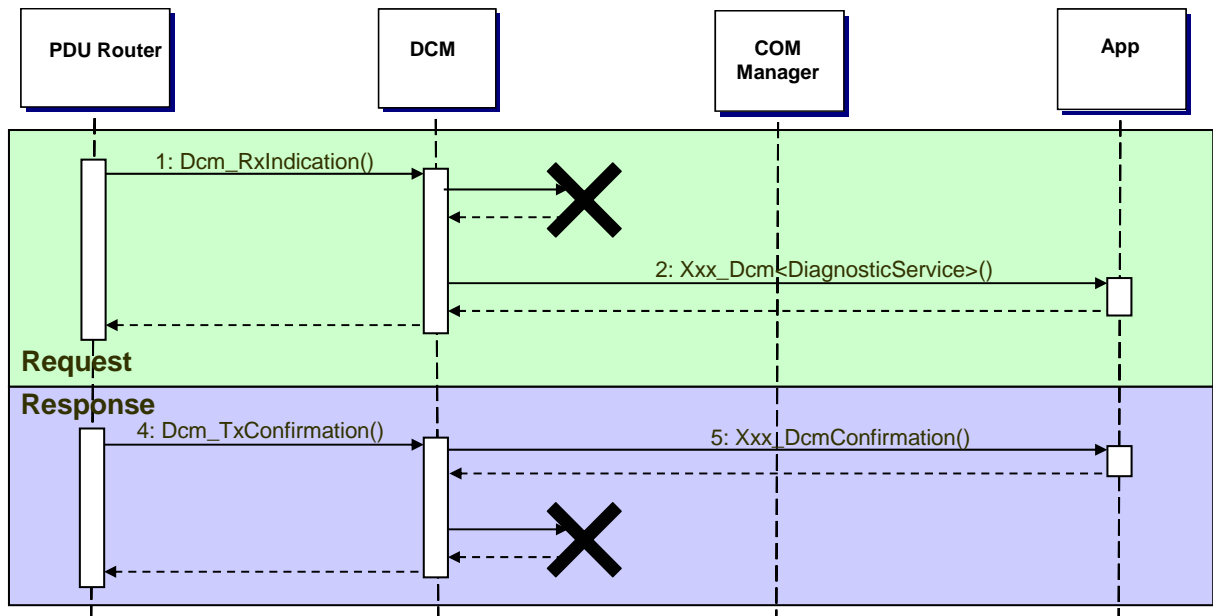 PDU Router
DCM
COM
Manager
App
1: Dcm_RxIndication()
2: Xxx_Dcm<DiagnosticService>()
Request
Response
4: Dcm_TxConfirmation()
5: Xxx_DcmConfirmation()